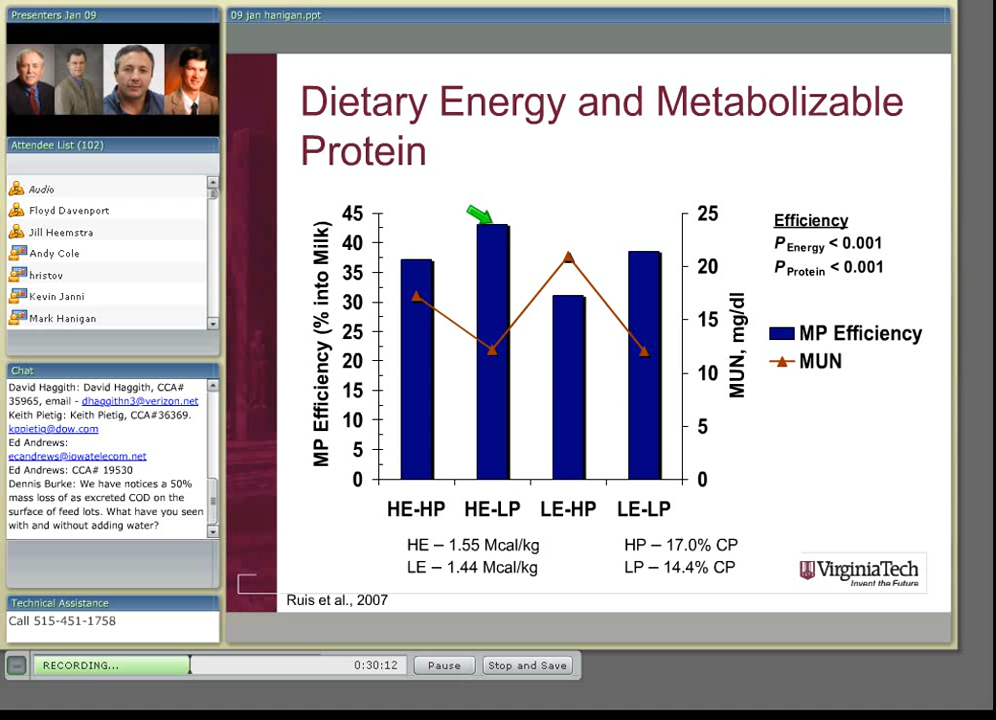 Presenters Jan 09
09 jan hanigan.ppt
Attendee List (102)
Audio
Floyd Davenport
Jill Heemstra
Andy Cole
hristov
Kevin Janni
Mark Hanigan
Chat
David Haggith: David Haggith, CCA#
35965, email - dhaggithn3@verizon.net
Keith Pietig: Keith Pietig, CCA#36369.
kppietig@dow.com
Ed Andrews:
ecandrews@iowatelecom.net
Ed Andrews: CCA# 19530
Dennis Burke: We have notices a 50%
mass loss of as excreted COD on the
surface of feed lots. What have you seen
with and without adding water?
Technical Assistance
Call 515-451-1758
Dietary Energy and Metabolizable
Protein
MP Efficiency (% into Milk)
45
40
35
30
25
20
15
10
5
0
25
20
15
10
5
0
MUN, mg/dl
HE-HP HE-LP LE-HP LE-LP
Efficiency
P Energy < 0.001
P Protein < 0.001
MP Efficiency
MUN
HE – 1.55 Mcal/kg
LE – 1.44 Mcal/kg
HP – 17.0% CP
LP – 14.4% CP
VirginiaTech
Invent the Future
Ruis et al., 2007
RECORDING...
0:30:12
Pause
Stop and Save